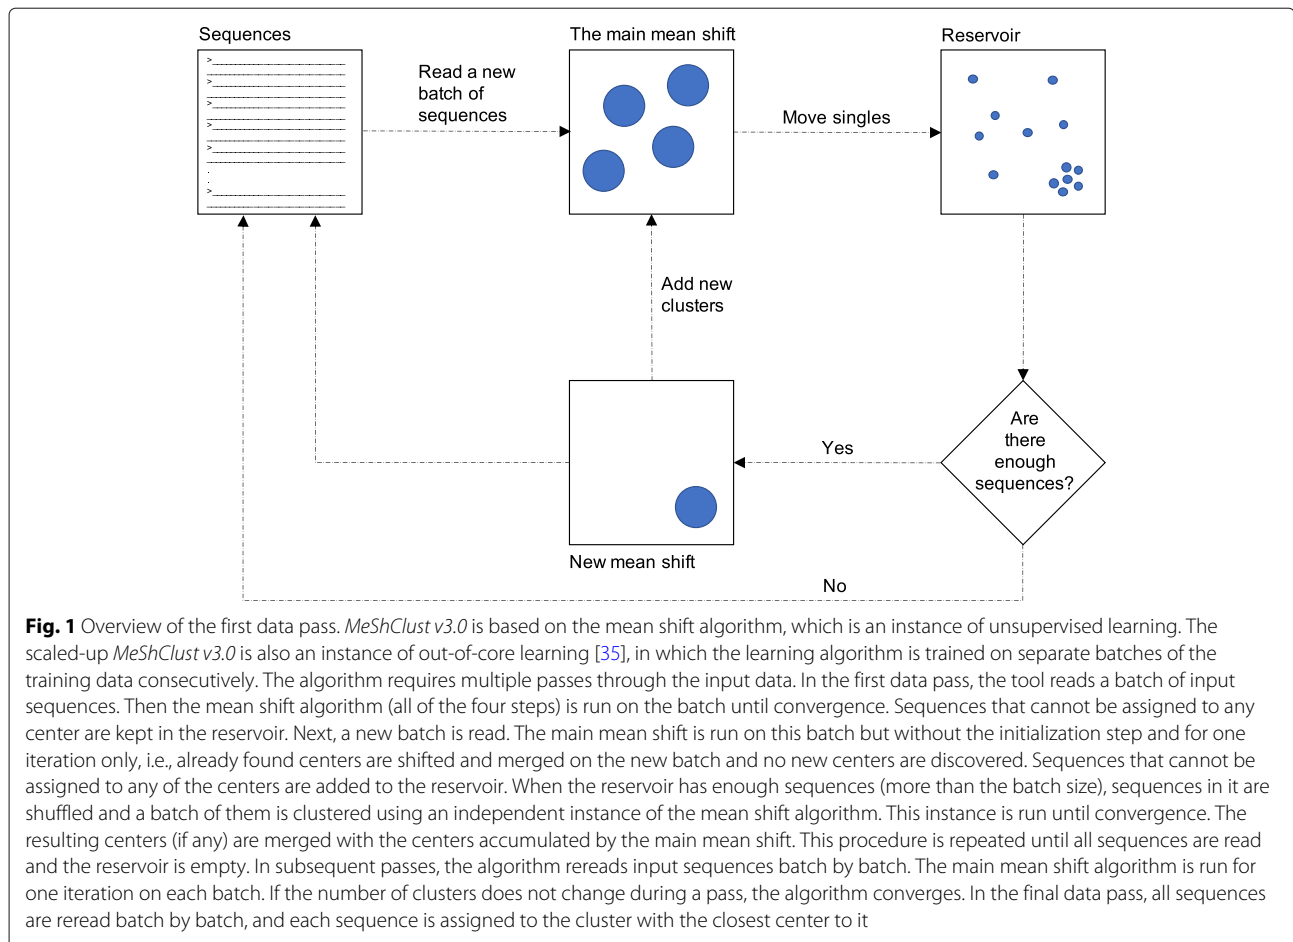 Sequences
The main mean shift
Reservoir
>
>
>
>
>
.
.
>
Read a new
batch of
sequences
Move singles
Add new
clusters
Are
there
enough
sequences?
Yes
New mean shift
No
Fig. 1 Overview of the first data pass. MeShClust v3.0 is based on the mean shift algorithm, which is an instance of unsupervised learning. The
scaled-up MeShClust v3.0 is also an instance of out-of-core learning [35], in which the learning algorithm is trained on separate batches of the
training data consecutively. The algorithm requires multiple passes through the input data. In the first data pass, the tool reads a batch of input
sequences. Then the mean shift algorithm (all of the four steps) is run on the batch until convergence. Sequences that cannot be assigned to any
center are kept in the reservoir. Next, a new batch is read. The main mean shift is run on this batch but without the initialization step and for one
iteration only, i.e., already found centers are shifted and merged on the new batch and no new centers are discovered. Sequences that cannot be
assigned to any of the centers are added to the reservoir. When the reservoir has enough sequences (more than the batch size), sequences in it are
shuffled and a batch of them is clustered using an independent instance of the mean shift algorithm. This instance is run until convergence. The
resulting centers (if any) are merged with the centers accumulated by the main mean shift. This procedure is repeated until all sequences are read
and the reservoir is empty. In subsequent passes, the algorithm rereads input sequences batch by batch. The main mean shift algorithm is run for
one iteration on each batch. If the number of clusters does not change during a pass, the algorithm converges. In the final data pass, all sequences
are reread batch by batch, and each sequence is assigned to the cluster with the closest center to it